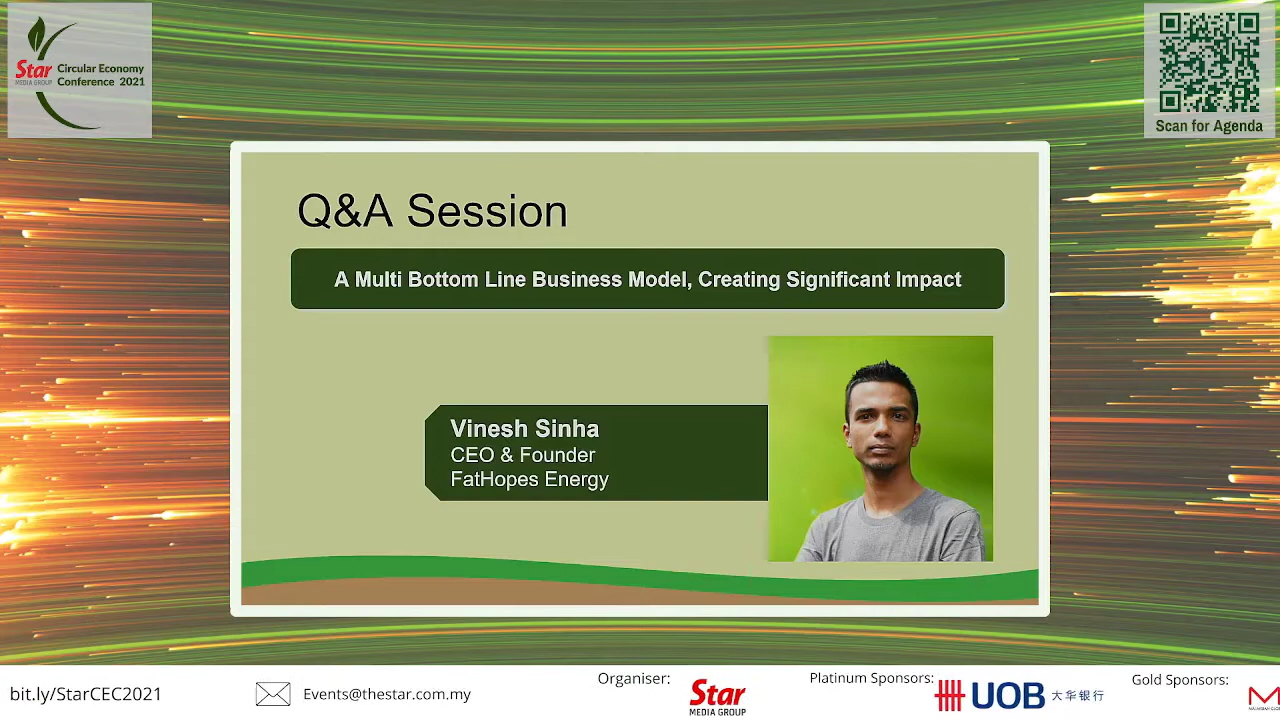 Star
MEDIA GROUP
Circular Economy
Conference 2021
Scan for Agenda
Q&A Session
A Multi Bottom Line Business Model, Creating Significant Impact
Vinesh Sinha
CEO & Founder
FatHopes Energy
bit.ly/StarCEC2021
Events@thestar.com.my
Organiser:
Star
MEDIA GROUP
Platinum Sponsors:
UOB 大华银行
Gold Sponsors: